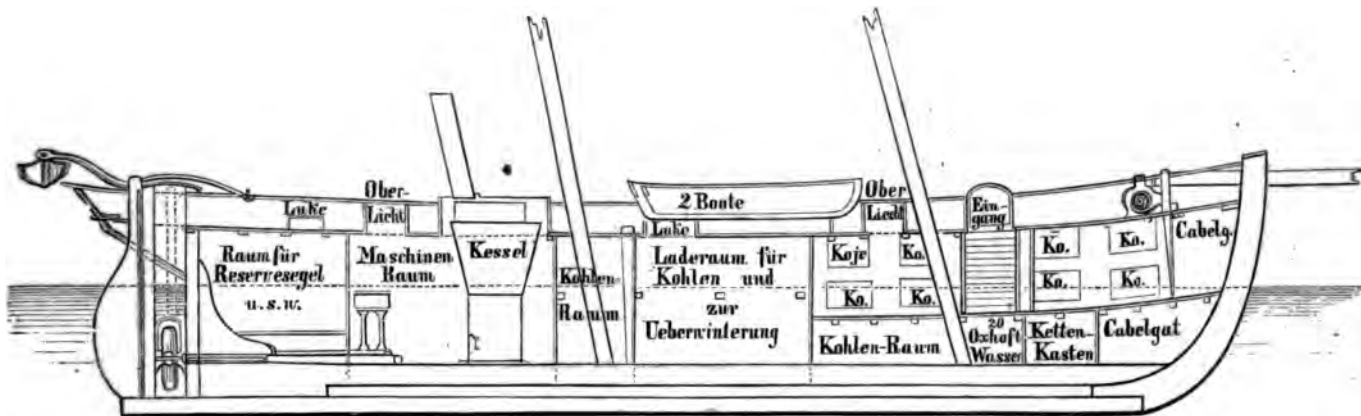 Luke
Ober-
Licht
2 Boote
Ober
Licht
Ein-
gang
Raum für
Reservesegel
u.s.w.
Maschinen
Raum
Kessel
Kohlen-
Raum
Luke
Laderaum für
Kohlen und
zur
Ueberwinterung
Koje
Ko.
Ko.
Ko.
Kohlen-Raum
20
Oxhoft
Wasser
Ko.
Ko.
Ko.
Ko.
Ketten-
Kasten
Cabelg.
Cabelgat